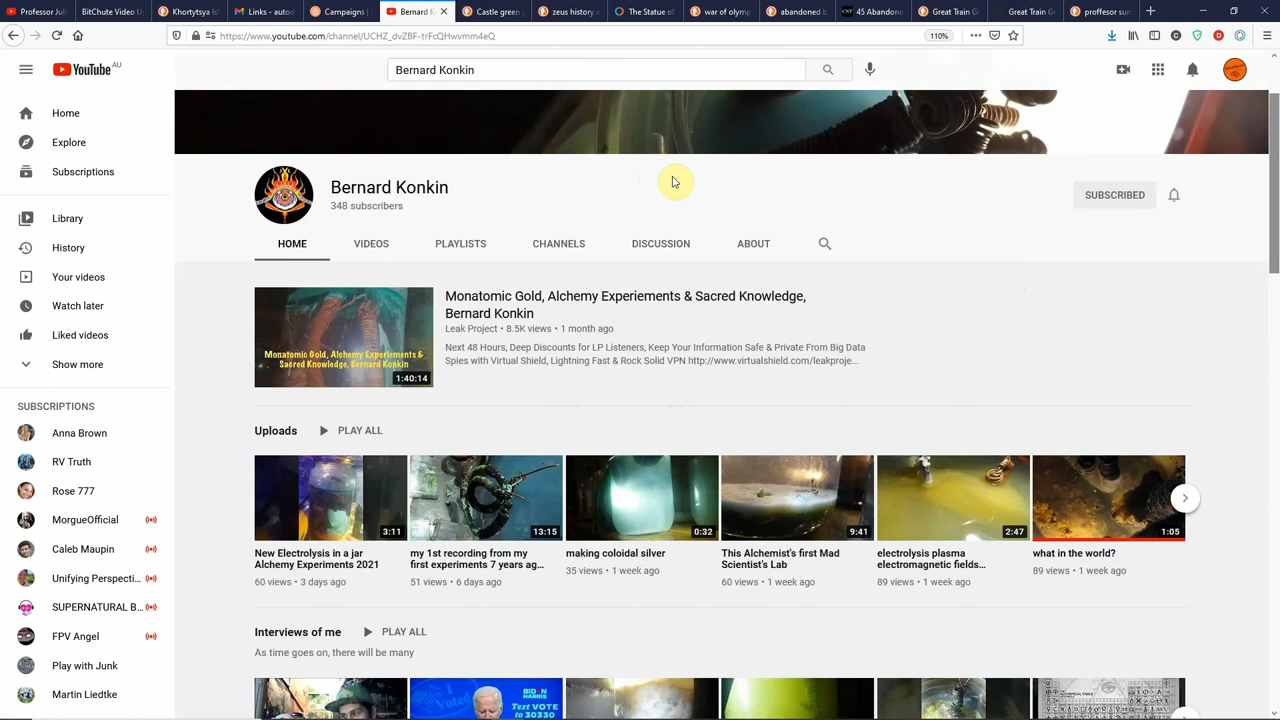 Professor Juli
BitChute Video Up
Khortytsya Isl
Links - autod
Campaigns |
Bernard K
Castle green
zeus history a
The Statue of
war of olymp
abandoned b
45 Abandone
Great Train G
Great Train G
proffesor sur
https://www.youtube.com/channel/UCHZ_dvZBF-trFcQHwvmm4eQ
110%
YouTube AU
Bernard Konkin
Home
Explore
Subscriptions
Library
History
Your videos
Watch later
Liked videos
Show more
SUBSCRIPTIONS
Anna Brown
RV Truth
Rose 777
MorgueOfficial
Caleb Maupin
Unifying Perspecti...
SUPERNATURAL B...
FPV Angel
Play with Junk
Martin Liedtke
Bernard Konkin
348 subscribers
SUBSCRIBED
HOME VIDEOS PLAYLISTS CHANNELS DISCUSSION ABOUT
Monatomic Gold, Alchemy Experiements &
Sacred Knowledge, Bernard Konkin
1:40:14
Monatomic Gold, Alchemy Experiements & Sacred Knowledge,
Bernard Konkin
Leak Project • 8.5K views • 1 month ago
Next 48 Hours, Deep Discounts for LP Listeners, Keep Your Information Safe & Private From Big Data
Spies with Virtual Shield, Lightning Fast & Rock Solid VPN http://www.virtualshield.com/leakproje...
Uploads PLAY ALL
3:11
13:15
0:32
9:41
2:47
1:05
New Electrolysis in a jar
Alchemy Experiments 2021
60 views • 3 days ago
my 1st recording from my
first experiments 7 years ag...
51 views • 6 days ago
making coloidal silver
35 views • 1 week ago
This Alchemist's first Mad
Scientist's Lab
60 views • 1 week ago
electrolysis plasma
electromagnetic fields...
89 views • 1 week ago
what in the world?
89 views • 1 week ago
Interviews of me PLAY ALL
As time goes on, there will be many
BIDEN
HARRIS
Text VOTE
to 30330